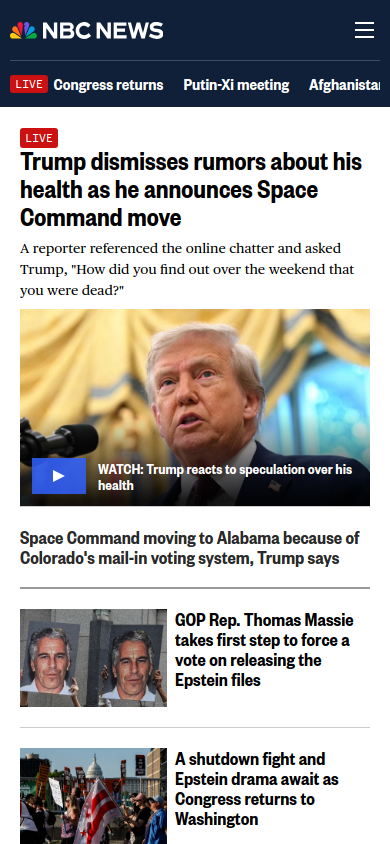 NBC NEWS
LIVE Congress returns Putin-Xi meeting
LIVE
Trump dismisses rumors about his
health as he announces Space
Command move
A reporter referenced the online chatter and asked
Trump, "How did you find out over the weekend that
you were dead?"
WATCH: Trump reacts to speculation over his
health
Space Command moving to Alabama because of
Colorado's mail-in voting system, Trump says
GOP Rep. Thomas Massie
takes first step to force a
vote on releasing the
Epstein files
A shutdown fight and
Epstein drama await as
Congress returns to
Washington